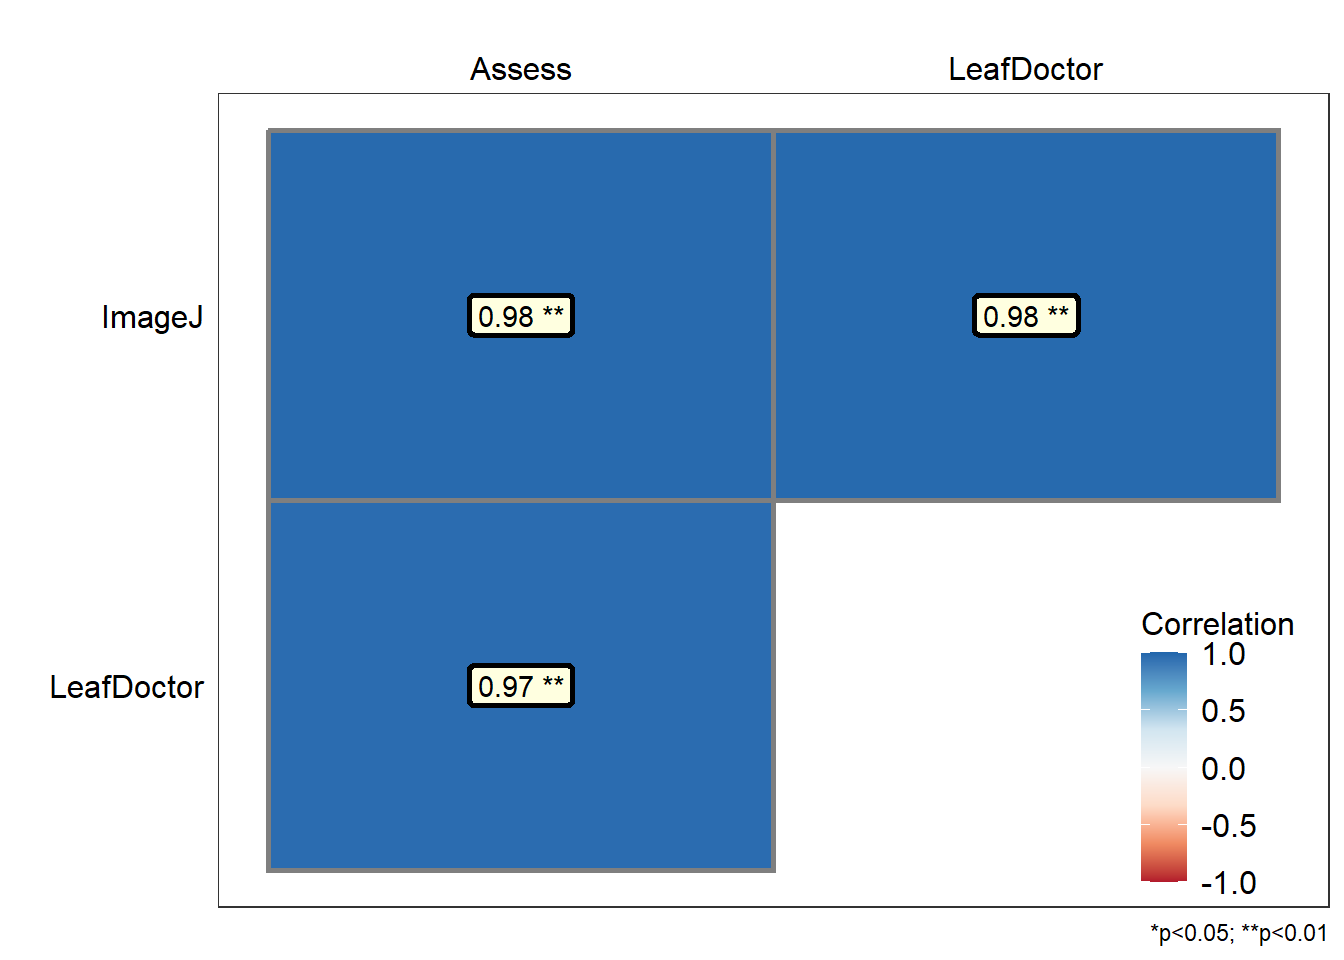 Assess LeafDoctor
ImageJ 0.98 ** 0.98 **
LeafDoctor 0.97 **
Correlation
1.0
0.5
0.0
-0.5
-1.0
*p<0.05; **p<0.01